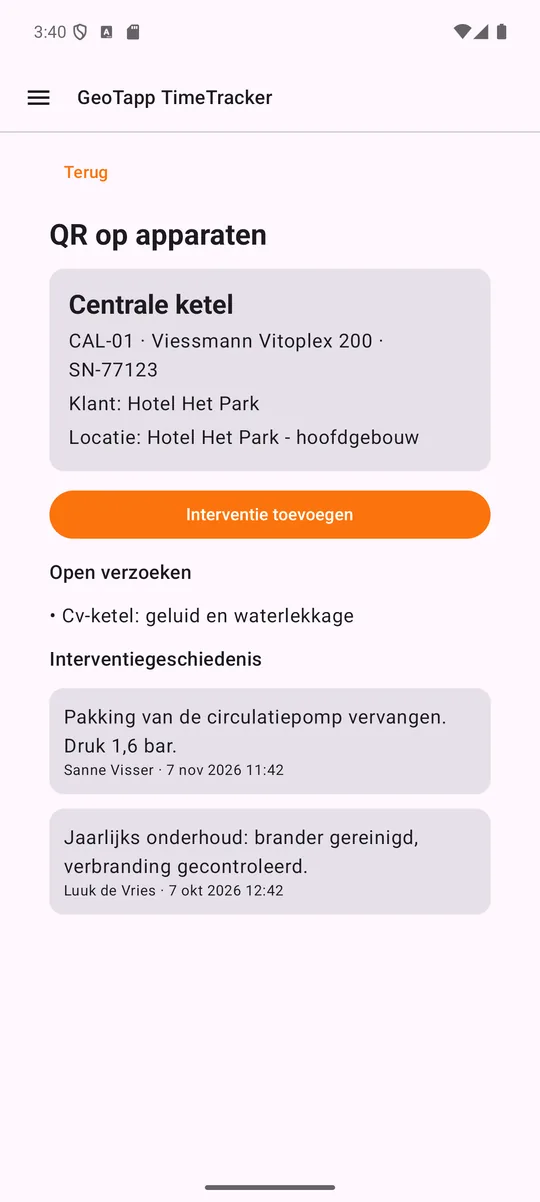 3:40
GeoTapp TimeTracker
Terug
QR op apparaten
Centrale ketel
CAL-01 · Viessmann Vitoplex 200 ·
SN-77123
Klant: Hotel Het Park
Locatie: Hotel Het Park - hoofdgebouw
Interventie toevoegen
Open verzoeken
• Cv-ketel: geluid en waterlekkage
Interventiegeschiedenis
Pakking van de circulatiepomp vervangen.
Druk 1,6 bar.
Sanne Visser · 7 nov 2026 11:42
Jaarlijks onderhoud: brander gereinigd,
verbranding gecontroleerd.
Luuk de Vries · 7 okt 2026 12:42